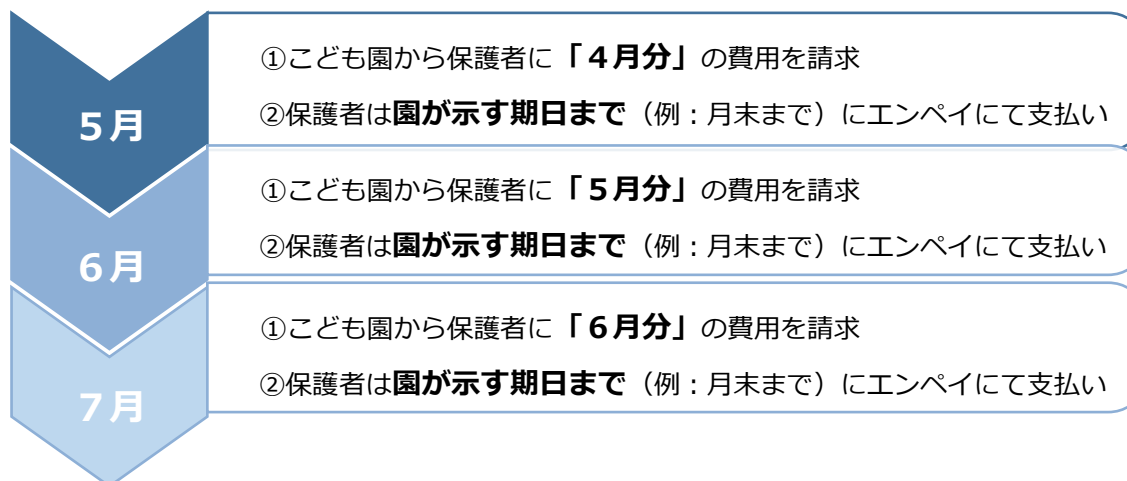 5月
①こども園から保護者に「4月分」の費用を請求
②保護者は園が示す期日まで(例:月末まで)にエンペイにて支払い
6月
①こども園から保護者に「5月分」の費用を請求
②保護者は園が示す期日まで(例:月末まで)にエンペイにて支払い
7月
①こども園から保護者に「6月分」の費用を請求
②保護者は園が示す期日まで(例:月末まで)にエンペイにて支払い